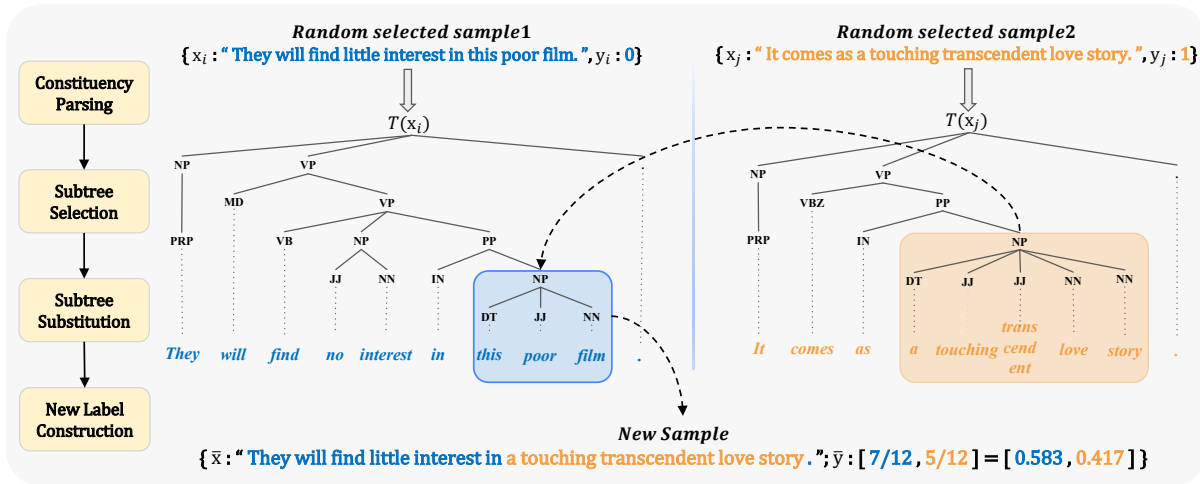 Random selected sample1
{ xᵢ : “ They will find little interest in this poor film. ”, yᵢ : 0}
Random selected sample2
{ xⱼ : “ It comes as a touching transcendent love story. ”, yⱼ : 1}
Constituency Parsing
Subtree Selection
Subtree Substitution
New Label Construction
T(xᵢ)
NP VP .
MD VP
PRP VB NP PP
JJ NN IN NP
DT JJ NN
They will find no interest in this poor film .
T(xⱼ)
NP VP .
VBZ PP
PRP IN NP
DT JJ JJ NN NN
It comes as a touching trans cend ent love story .
New Sample
{ x̄ : “ They will find little interest in a touching transcendent love story . ”; ȳ : [ 7/12 , 5/12 ] = [ 0.583 , 0.417 ] }